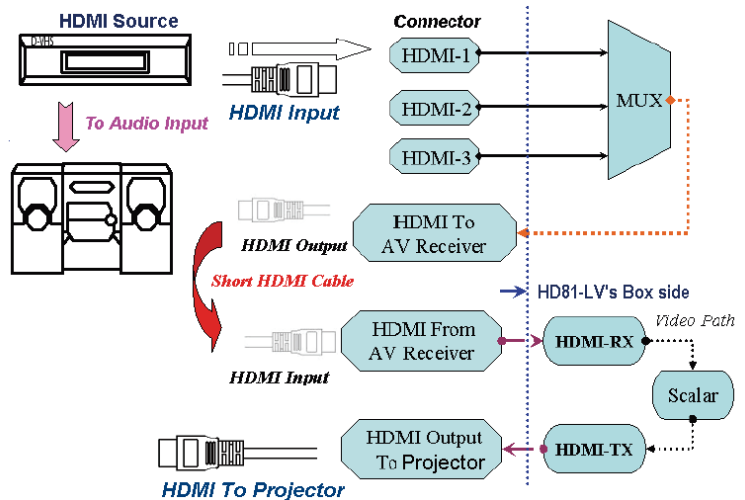 HDMI Source
D-VHS
Connector
HDMI-1
HDMI Input
To Audio Input
HDMI-2
MUX
HDMI-3
HDMI To
AV Receiver
HDMI Output
Short HDMI Cable
HD81-LV's Box side
Video Path
HDMI From
AV Receiver
HDMI-RX
HDMI Input
Scalar
HDMI Output
To Projector
HDMI-TX
HDMI To Projector